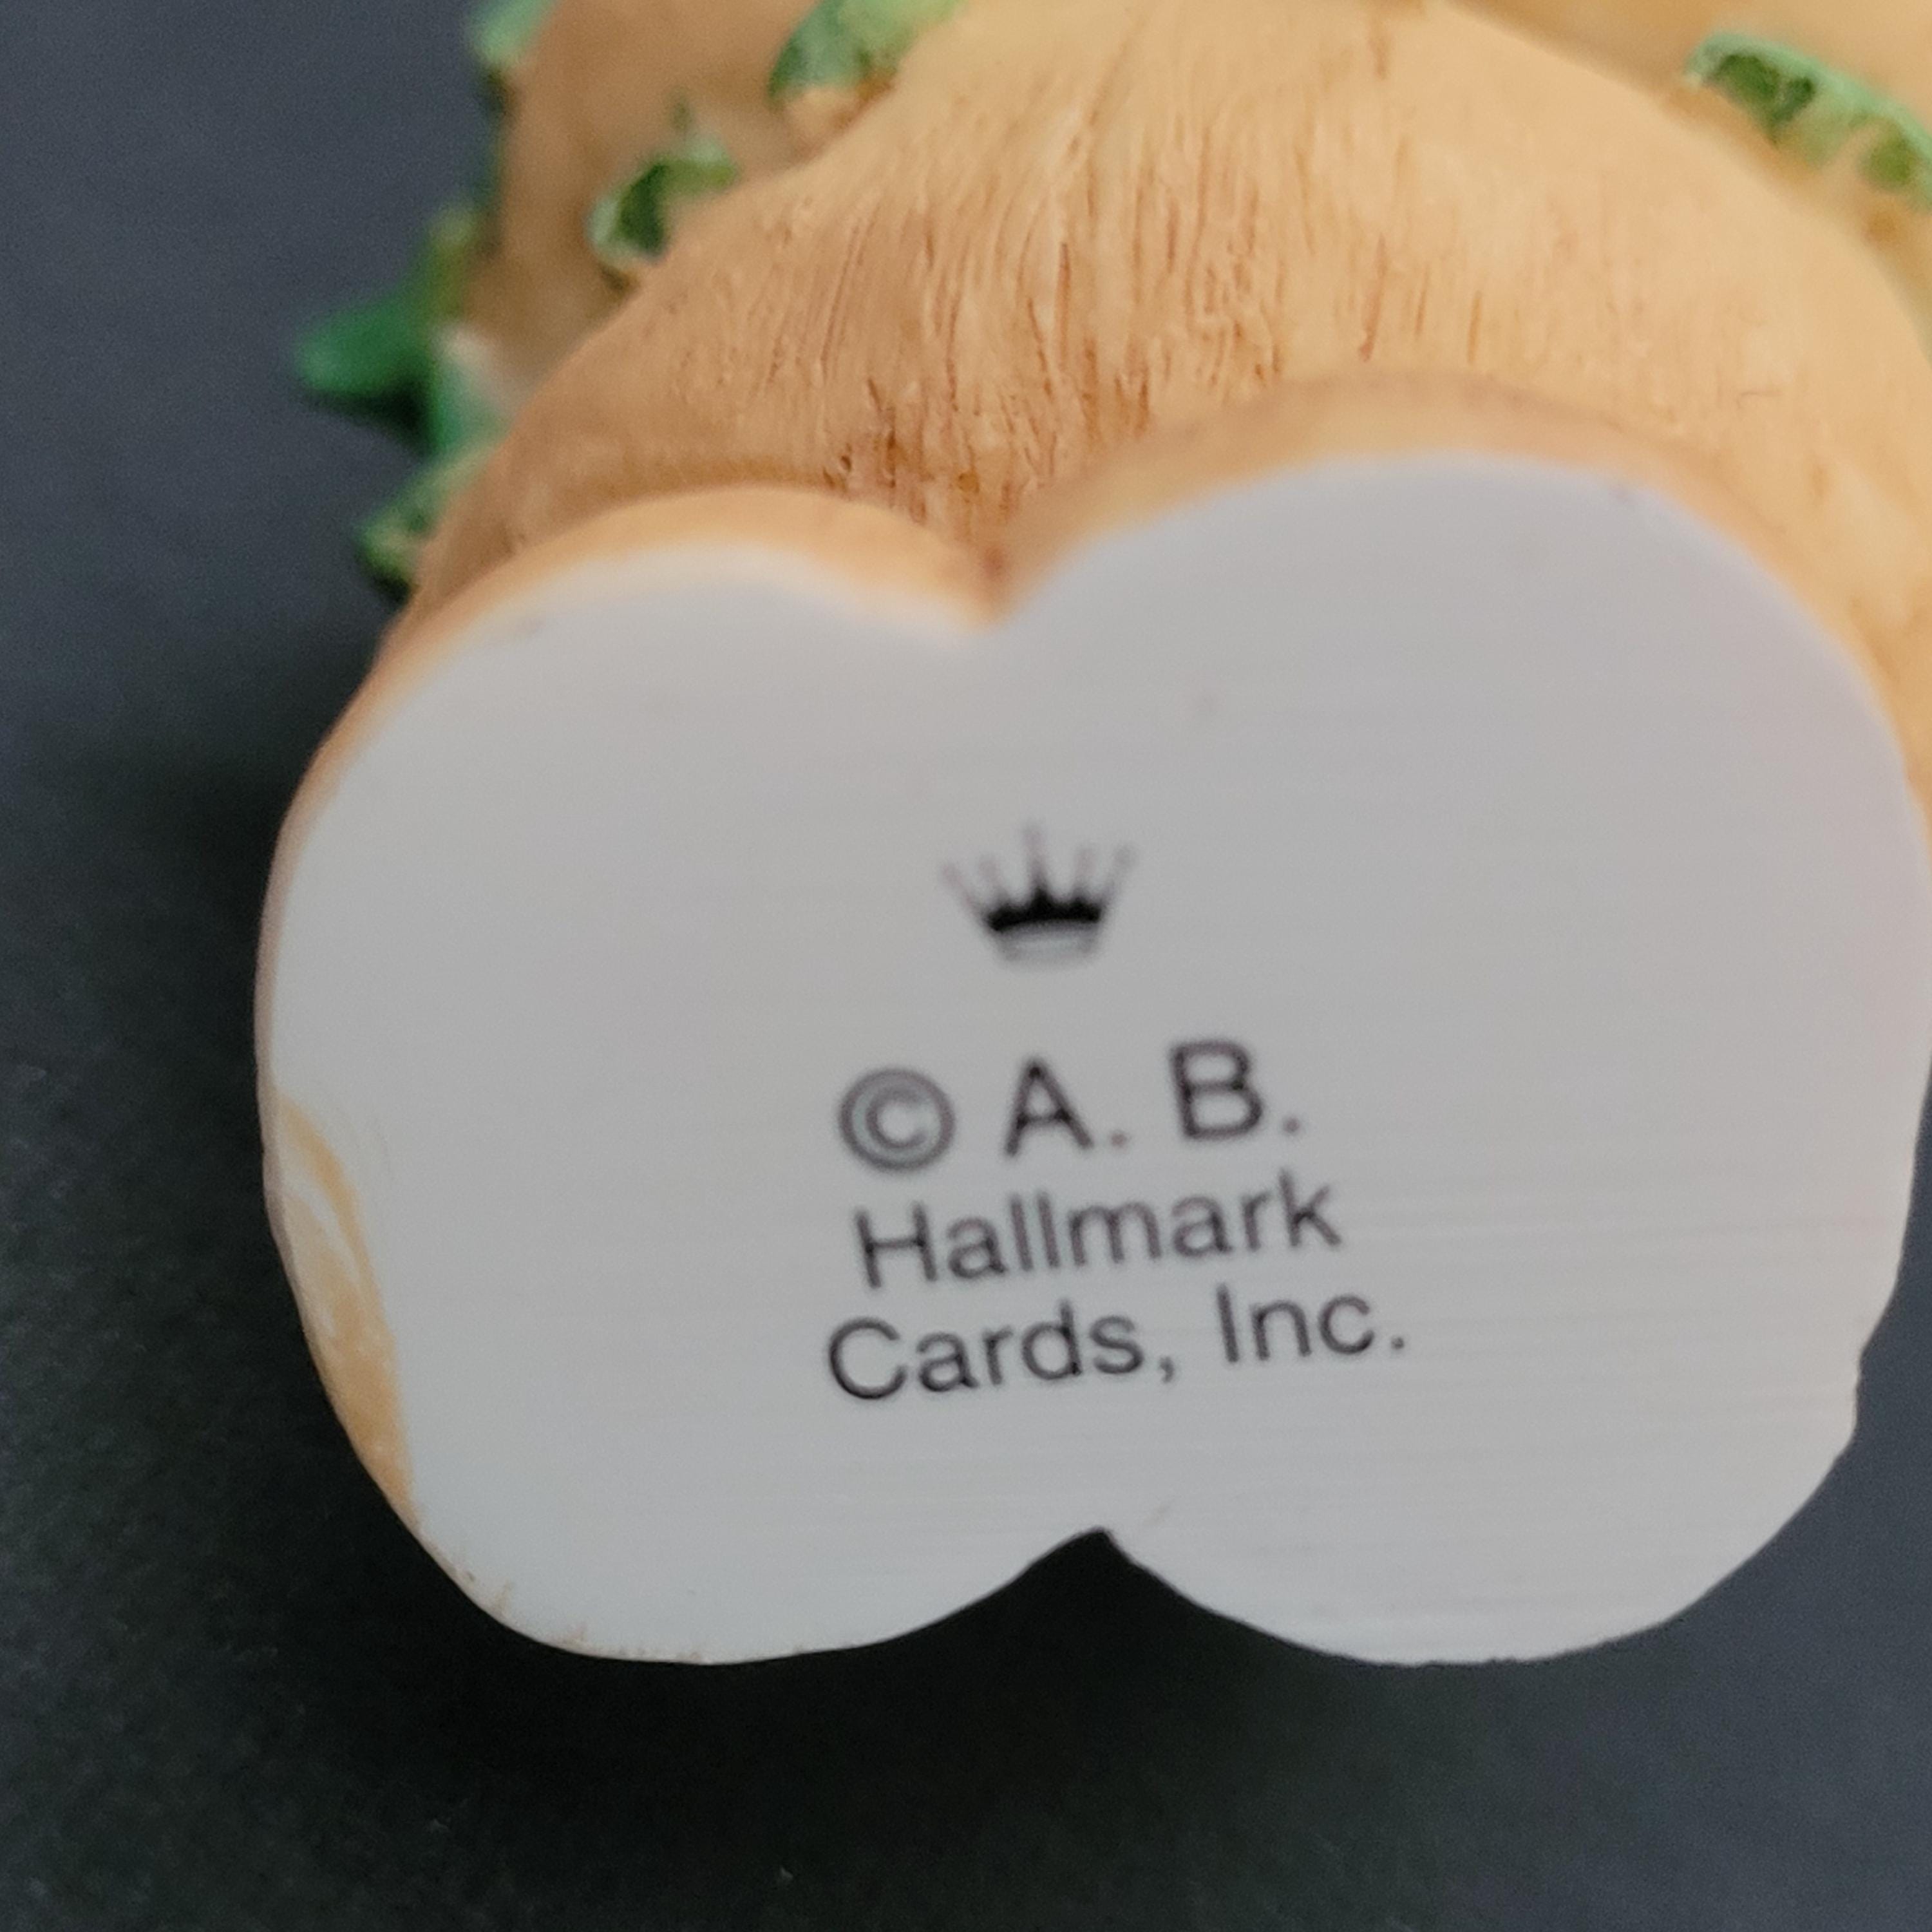 © A. B.
Hallmark
Cards, Inc.